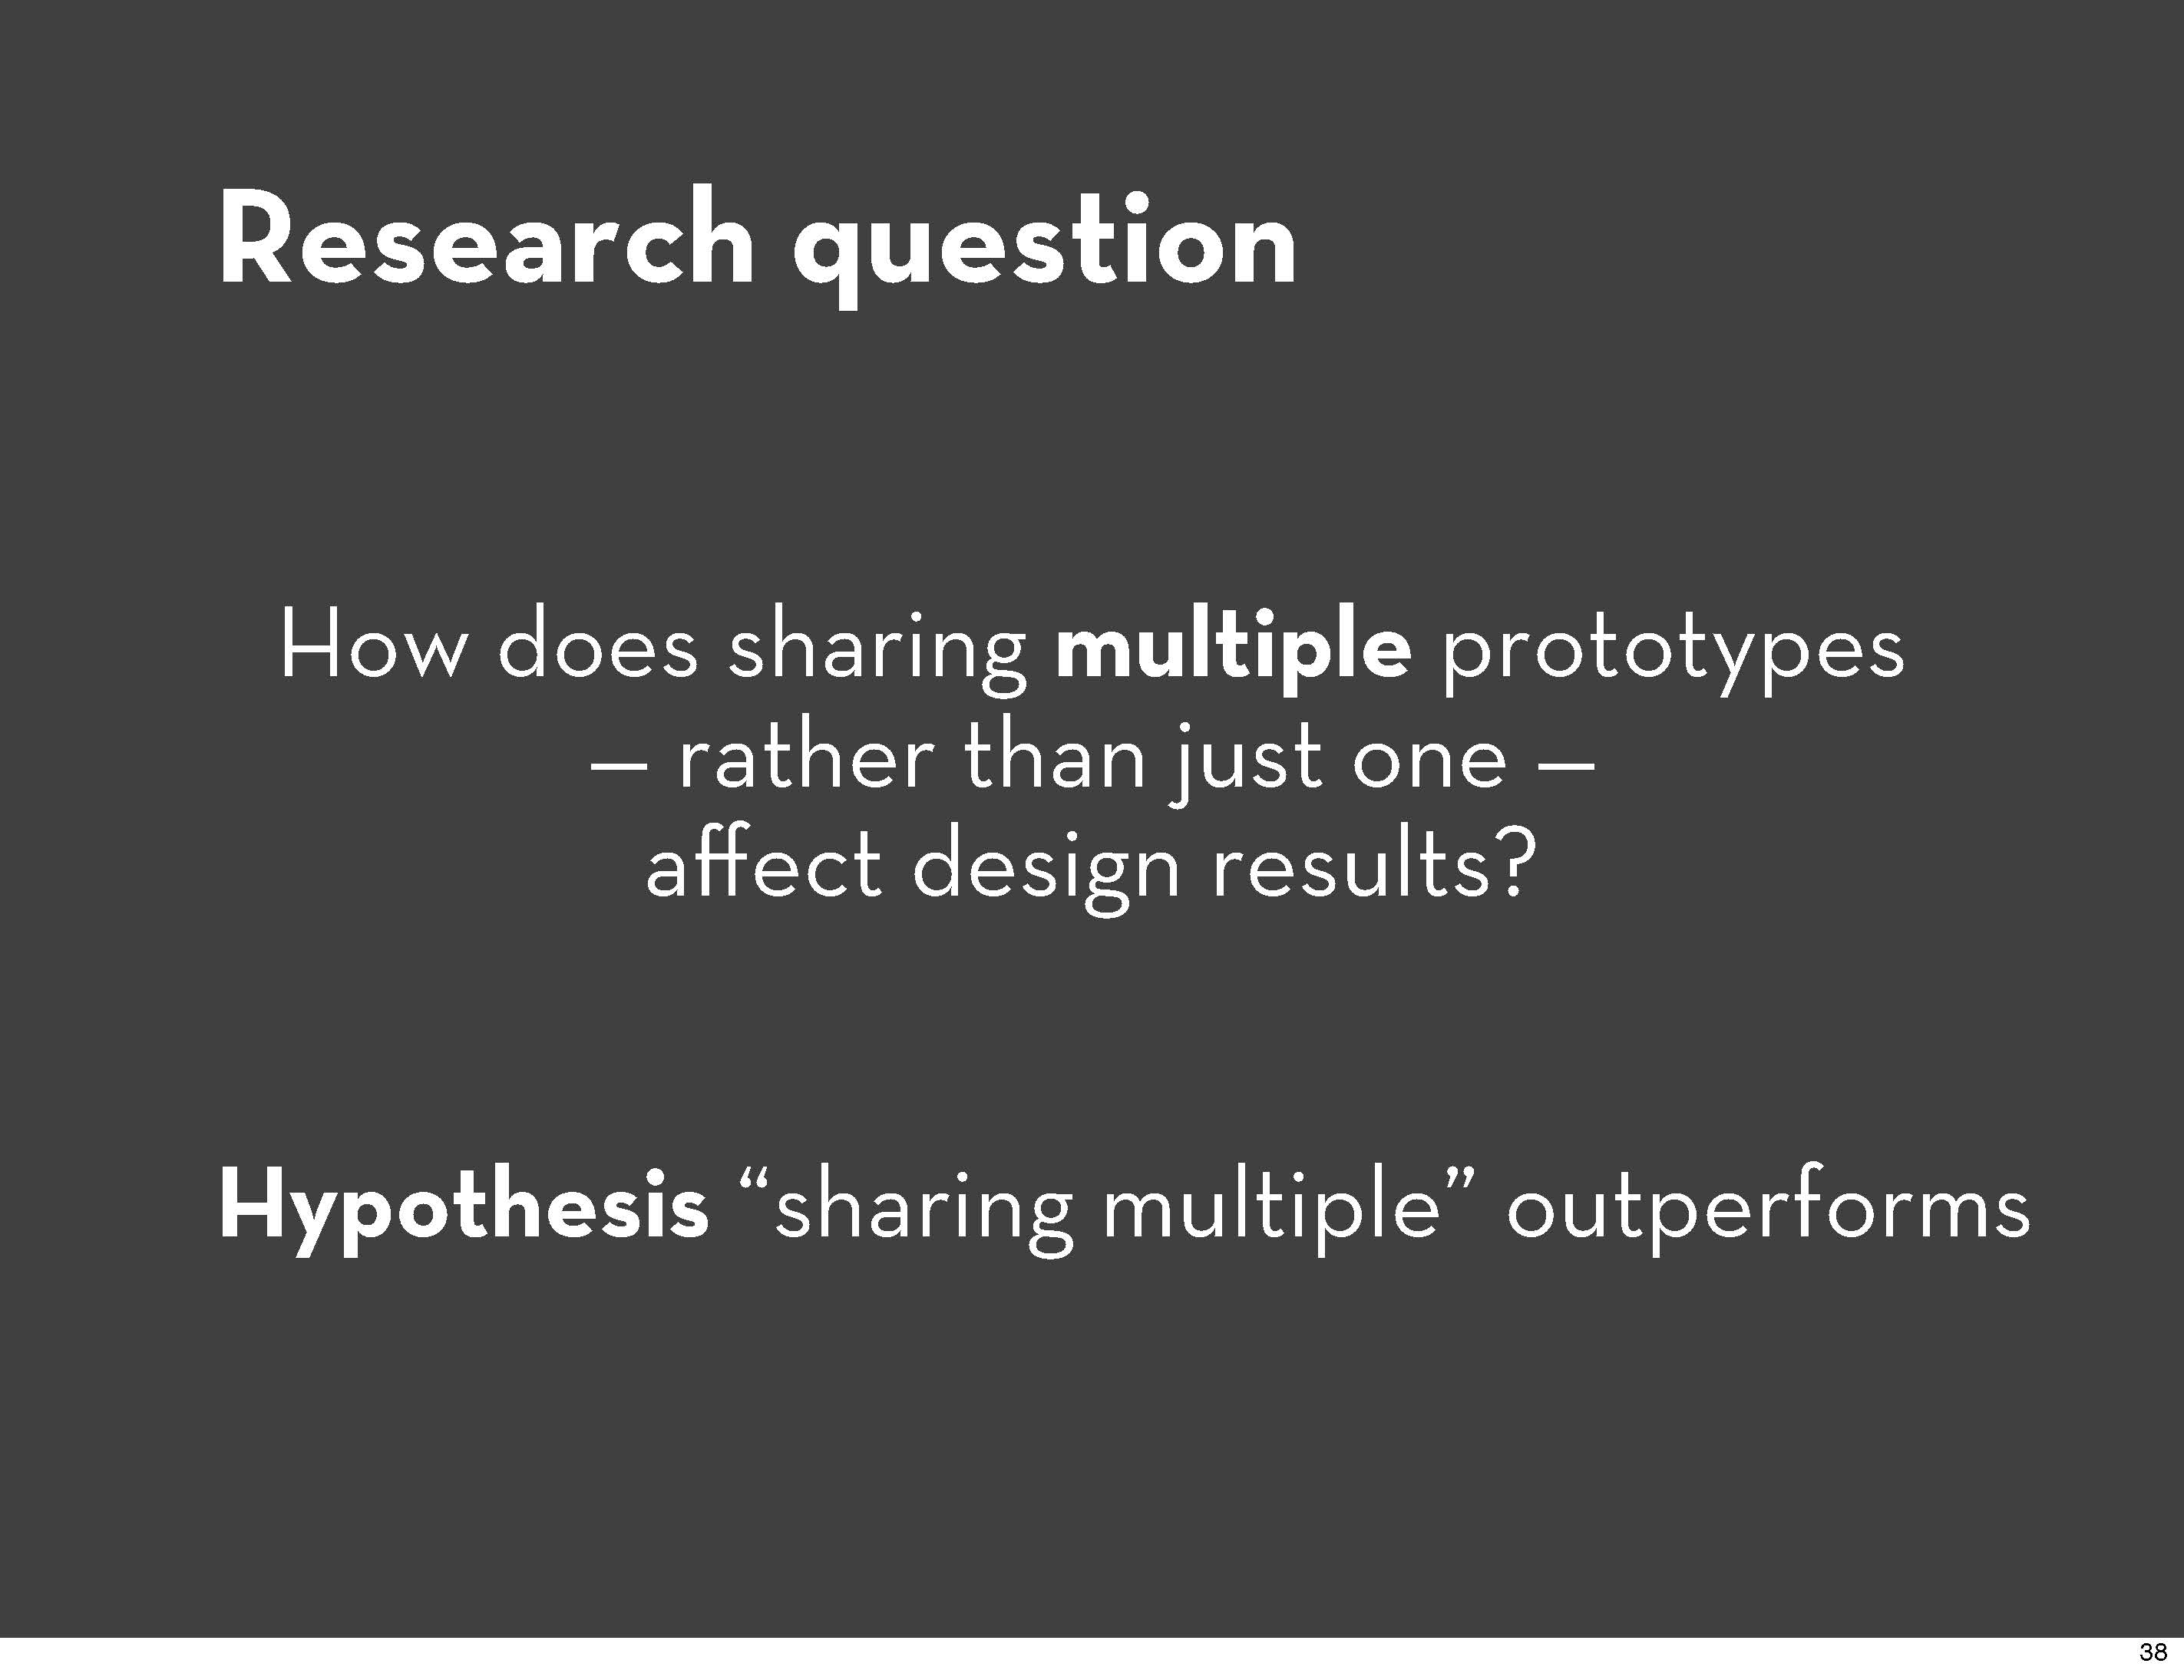 Research question
How does sharing multiple prototypes
— rather than just one —
affect design results?
Hypothesis “sharing multiple” outperforms
38